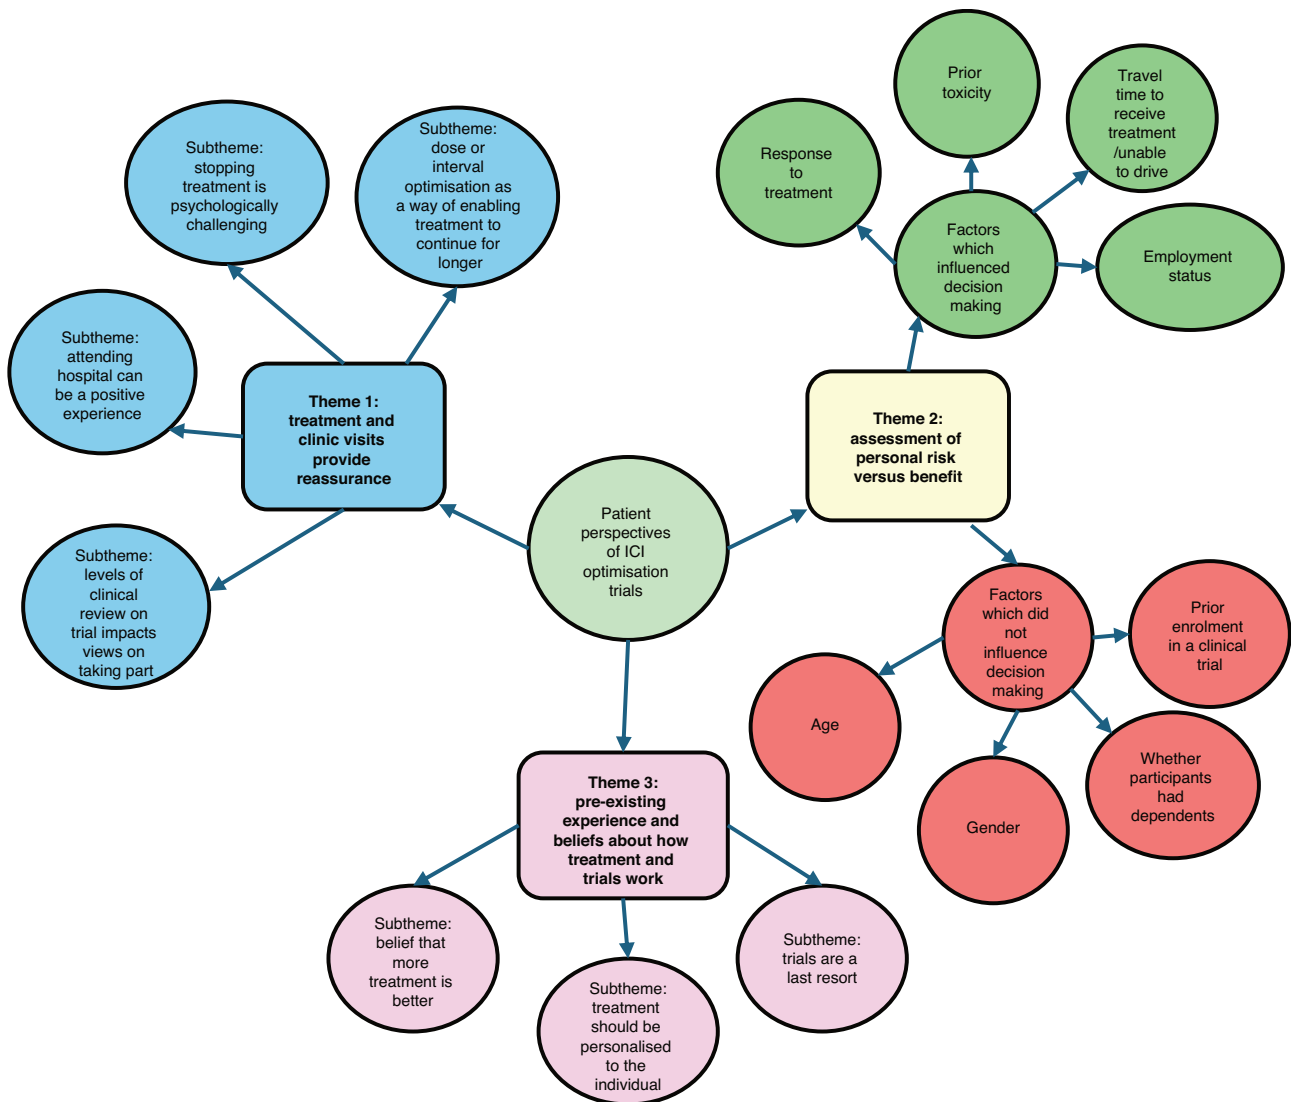 Subtheme:
stopping
treatment is
psychologically
challenging
Subtheme:
dose or
interval
optimisation as
a way of enabling
treatment to
continue for
longer
Subtheme:
attending
hospital can
be a positive
experience
Theme 1:
treatment and
clinic visits
provide
reassurance
Subtheme:
levels of
clinical
review on
trial impacts
views on
taking part
Patient
perspectives
of ICI
optimisation
trials
Response
to
treatment
Prior
toxicity
Travel
time to
receive
treatment
/unable
to drive
Factors
which
influenced
decision
making
Employment
status
Theme 2:
assessment of
personal risk
versus benefit
Factors
which did
not
influence
decision
making
Prior
enrolment
in a clinical
trial
Age
Gender
Whether
participants
had
dependents
Theme 3:
pre-existing
experience and
beliefs about how
treatment and
trials work
Subtheme:
belief that
more
treatment is
better
Subtheme:
treatment
should be
personalised
to the
individual
Subtheme:
trials are a
last resort